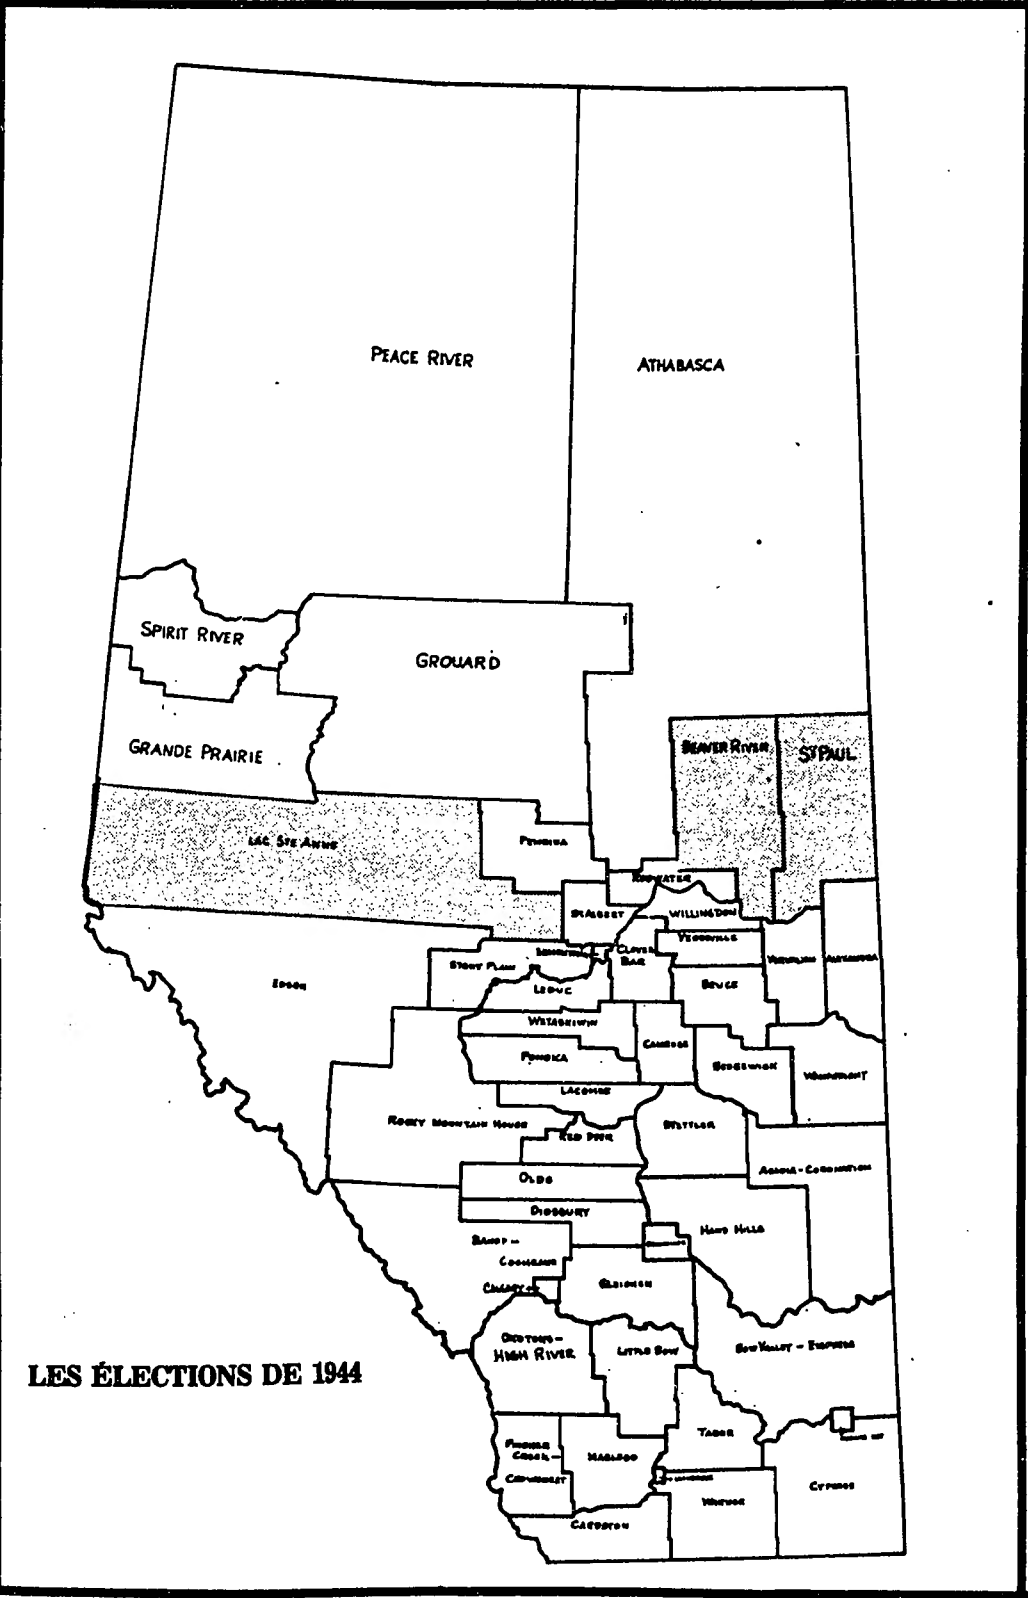 PEACE RIVER
ATHABASCA
SPIRIT RIVER
GROUARD
GRANDE PRAIRIE
BEAVER RIVER
ST PAUL
LAC STE ANNE
PEMBINA
REDWATER
ST ALBERT
WILLINGDON
VEGREVILLE
CLOVER
BAR
EDMONTON
STONY PLAIN
VERMILION
ALEXANDRA
EDSON
LEDUC
BRUCE
WETASKIWIN
CAMROSE
PONOKA
SEDGEWICK
WAINWRIGHT
LACOMBE
ROCKY MOUNTAIN HOUSE
RED DEER
STETTLER
ACADIA-CORONATION
OLDS
DIDSBURY
HAND HILLS
BANFF-
COCHRANE
GLEICHEN
CALGARY
OKOTOKS-
HIGH RIVER
LITTLE BOW
BOW VALLEY - EMPRESS
LES ÉLECTIONS DE 1944
TABER
PINCHER
CREEK-
CROWSNEST
MACLEOD
CYPRESS
WARNER
CARDSTON